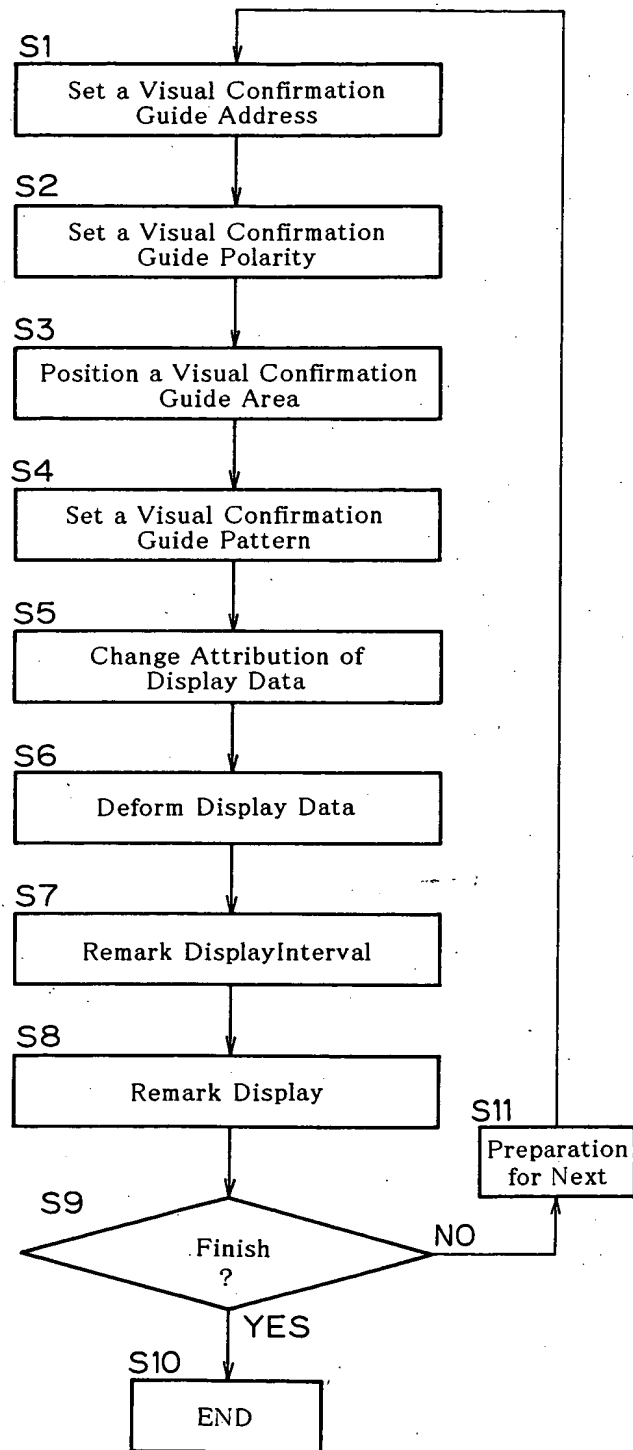 S1
Set a Visual Confirmation
Guide Address
S2
Set a Visual Confirmation
Guide Polarity
S3
Position a Visual Confirmation
Guide Area
S4
Set a Visual Confirmation
Guide Pattern
S5
Change Attribution of
Display Data
S6
Deform Display Data
S7
Remark DisplayInterval
S8
Remark Display
S11
Preparation
for Next
S9
Finish
?
NO
YES
S10
END